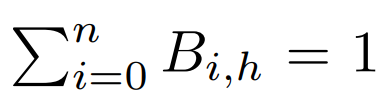 ∑_{i=0}^{n} B_{i,h} = 1